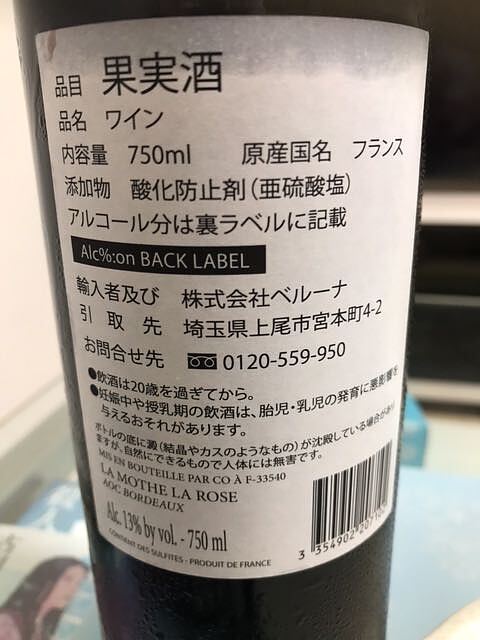 品目 果実酒
品名 ワイン
内容量 750ml 原産国名 フランス
添加物 酸化防止剤(亜硫酸塩)
アルコール分は裏ラベルに記載
Alc%:on BACK LABEL
輸入者及び 株式会社ベルーナ
引取先 埼玉県上尾市宮本町4-2
お問合せ先 0120-559-950
●飲酒は20歳を過ぎてから。
●妊娠中や授乳期の飲酒は、胎児・乳児の発育に悪影響を
与えるおそれがあります。
ボトルの底に澱(結晶やカスのようなもの)が沈殿している場合があり
ますが、自然にできるもので人体には無害です。
MIS EN BOUTEILLE PAR CO À F-33540
LA MOTHE LA ROSE
AOC BORDEAUX
Alc. 13% by vol. - 750 ml
CONTENT DES SULFITES - PRODUIT DE FRANCE